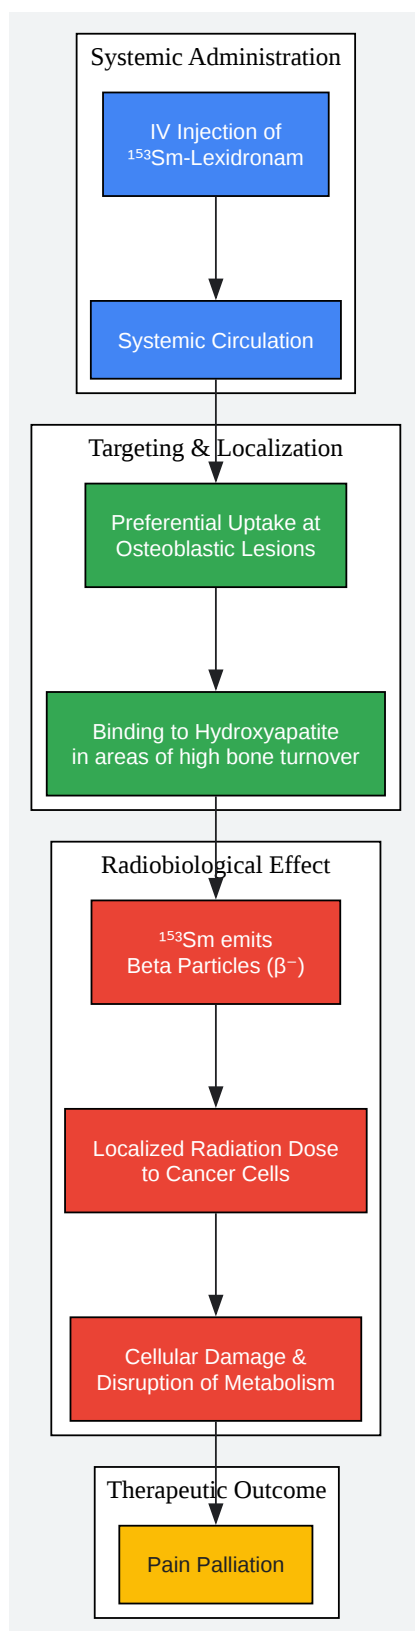 Systemic Administration
IV Injection of
¹⁵³Sm-Lexidronam
Systemic Circulation
Targeting & Localization
Preferential Uptake at
Osteoblastic Lesions
Binding to Hydroxyapatite
in areas of high bone turnover
Radiobiological Effect
¹⁵³Sm emits
Beta Particles (β⁻)
Localized Radiation Dose
to Cancer Cells
Cellular Damage &
Disruption of Metabolism
Therapeutic Outcome
Pain Palliation